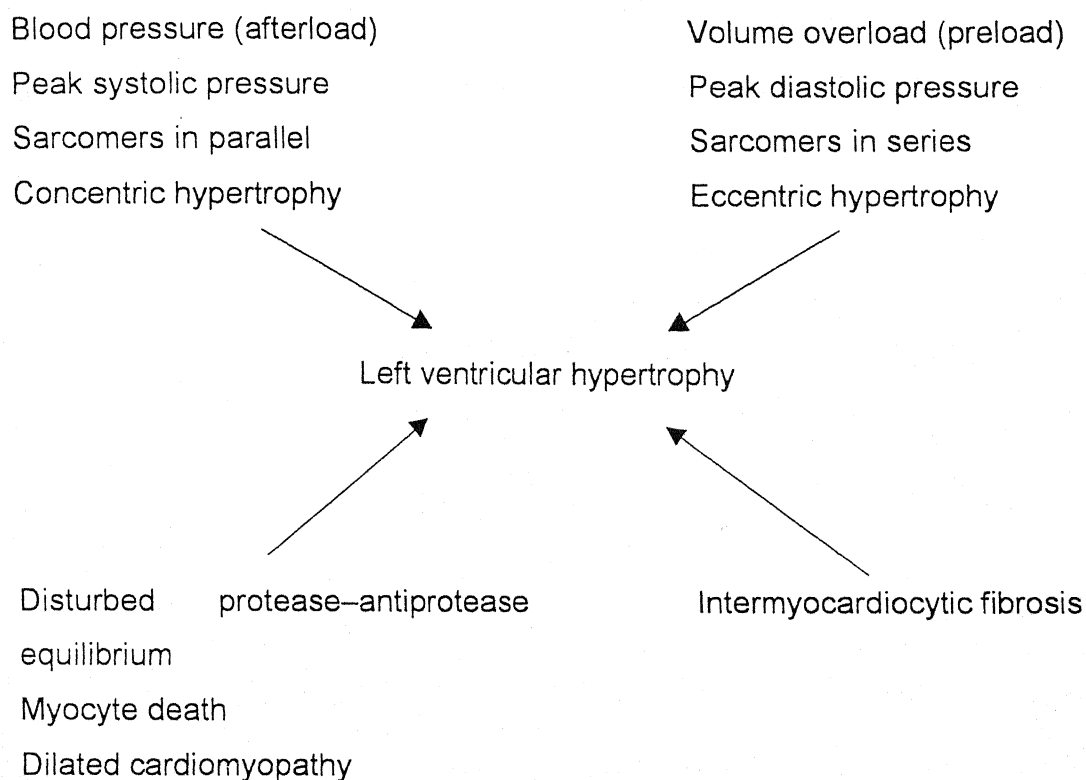 Blood pressure (afterload)
Peak systolic pressure
Sarcomers in parallel
Concentric hypertrophy
Volume overload (preload)
Peak diastolic pressure
Sarcomers in series
Eccentric hypertrophy
Left ventricular hypertrophy
Disturbed protease–antiprotease
equilibrium
Myocyte death
Dilated cardiomyopathy
Intermyocardiocytic fibrosis